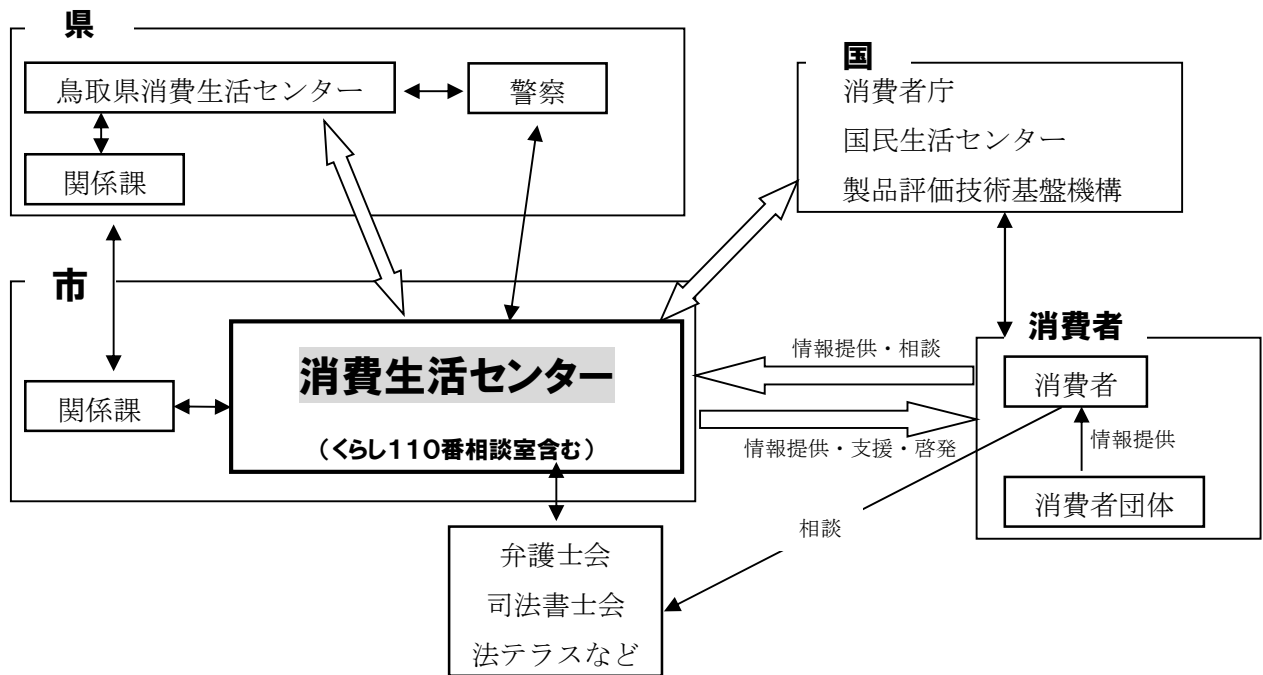 県
鳥取県消費生活センター
警察
関係課
国
消費者庁
国民生活センター
製品評価技術基盤機構
市
消費生活センター
(くらし110番相談室含む)
関係課
情報提供・相談
情報提供・支援・啓発
消費者
消費者
情報提供
消費者団体
相談
弁護士会
司法書士会
法テラスなど